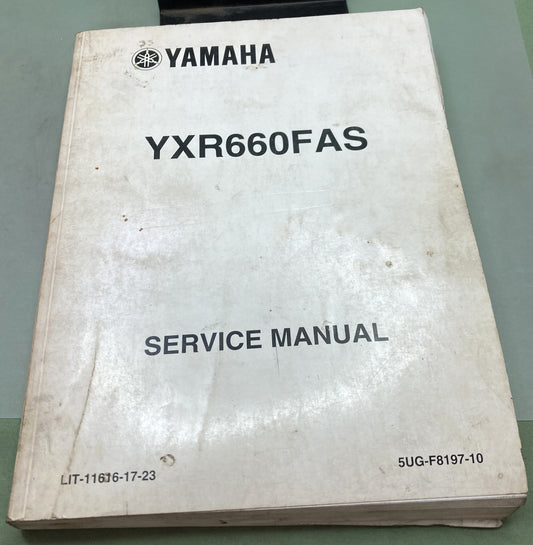 YAMAHA
YXR660FAS
SERVICE MANUAL
LIT-11616-17-23
5UG-F8197-10